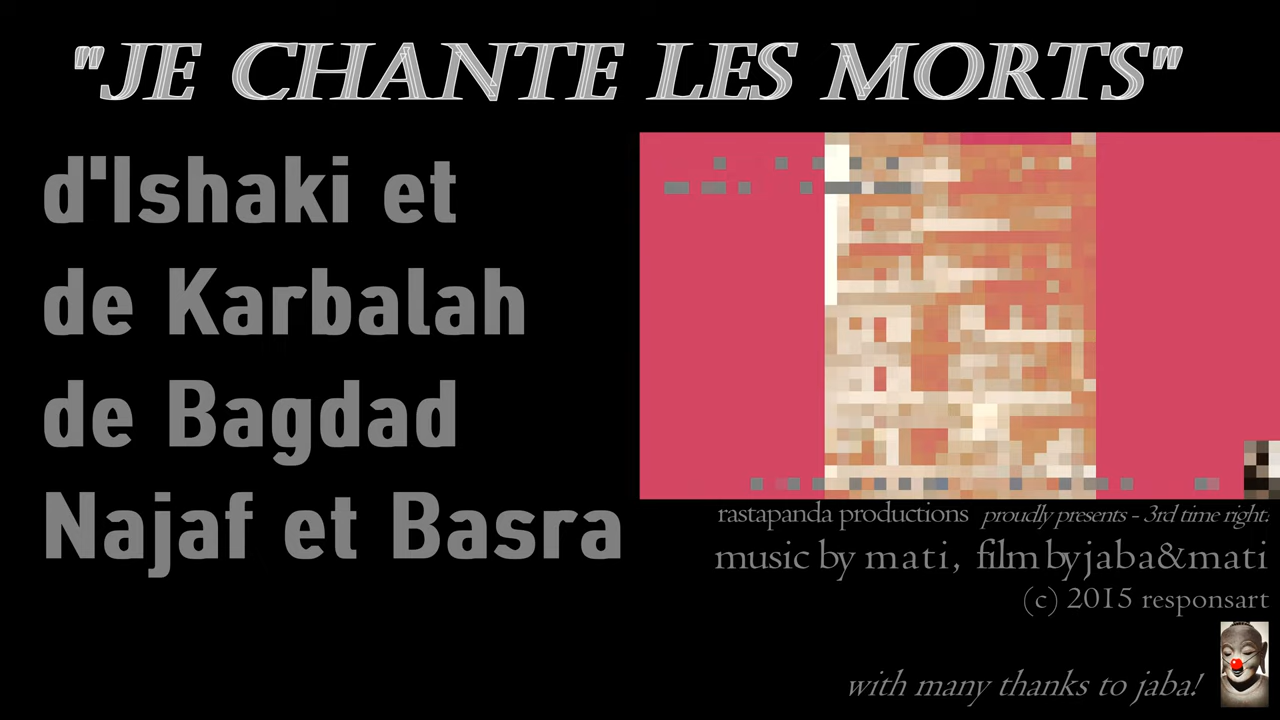 "JE CHANTE LES MORTS"
d'Ishaki et
de Karbalah
de Bagdad
Najaf et Basra
rastapanda productions proudly presents - 3rd time right:
music by mati, film by jaba&mati
(c) 2015 responsart
with many thanks to jaba!